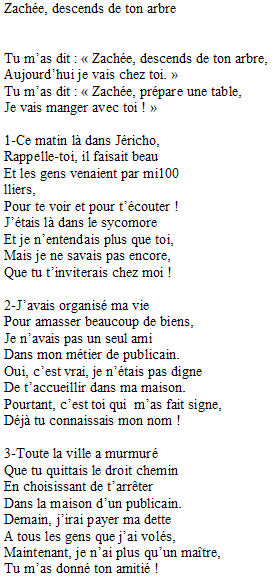 Zachée, descends de ton arbre
Tu m’as dit : « Zachée, descends de ton arbre,
Aujourd’hui je vais chez toi. »
Tu m’as dit : « Zachée, prépare une table,
Je vais manger avec toi ! »
1-Ce matin là dans Jéricho,
Rappelle-toi, il faisait beau
Et les gens venaient par mi100
lliers,
Pour te voir et pour t’écouter !
J’étais là dans le sycomore
Et je n’entendais plus que toi,
Mais je ne savais pas encore,
Que tu t’inviterais chez moi !
2-J’avais organisé ma vie
Pour amasser beaucoup de biens,
Je n’avais pas un seul ami
Dans mon métier de publicain.
Oui, c’est vrai, je n’étais pas digne
De t’accueillir dans ma maison.
Pourtant, c’est toi qui  m’as fait signe,
Déjà tu connaissais mon nom !
3-Toute la ville a murmuré
Que tu quittais le droit chemin
En choisissant de t’arrêter
Dans la maison d’un publicain.
Demain, j’irai payer ma dette
A tous les gens que j’ai volés,
Maintenant, je n’ai plus qu’un maître,
Tu m’as donné ton amitié !